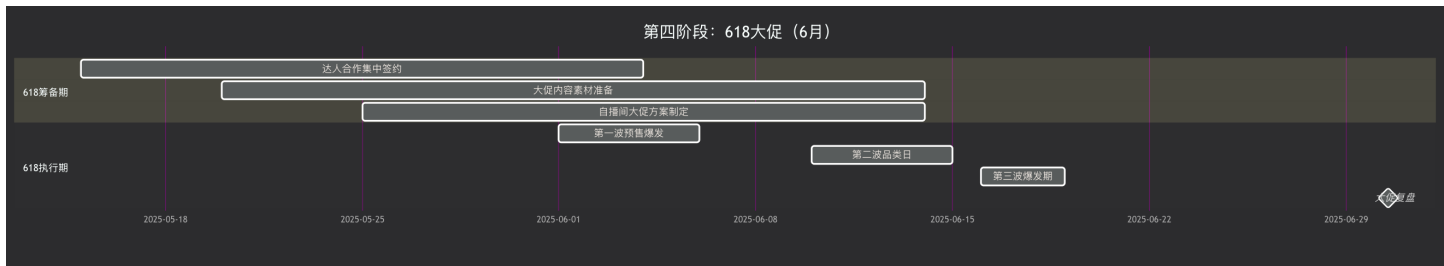 第四阶段：618大促（6月）
618筹备期
达人合作集中签约
大促内容素材准备
自播间大促方案制定
618执行期
第一波预售爆发
第二波品类日
第三波爆发期
大促复盘
2025-05-18
2025-05-25
2025-06-01
2025-06-08
2025-06-15
2025-06-22
2025-06-29